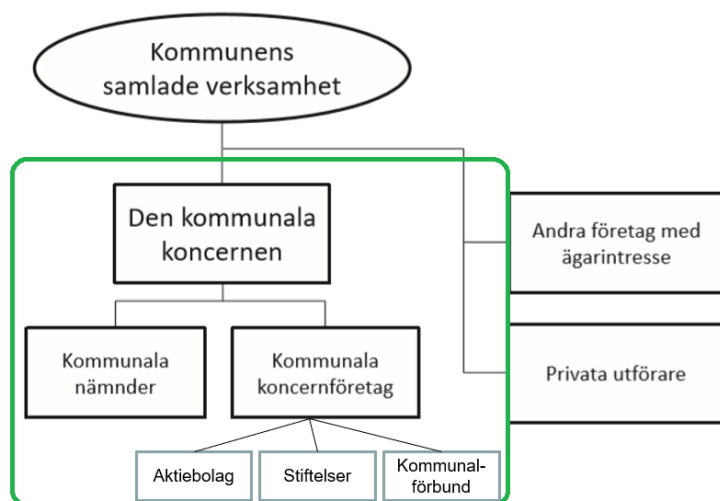 Kommunens
samlade verksamhet
Den kommunala
koncernen
Andra företag med
ägarintresse
Kommunala
nämnder
Kommunala
koncernföretag
Privata utförare
Aktiebolag
Stiftelser
Kommunal-
förbund